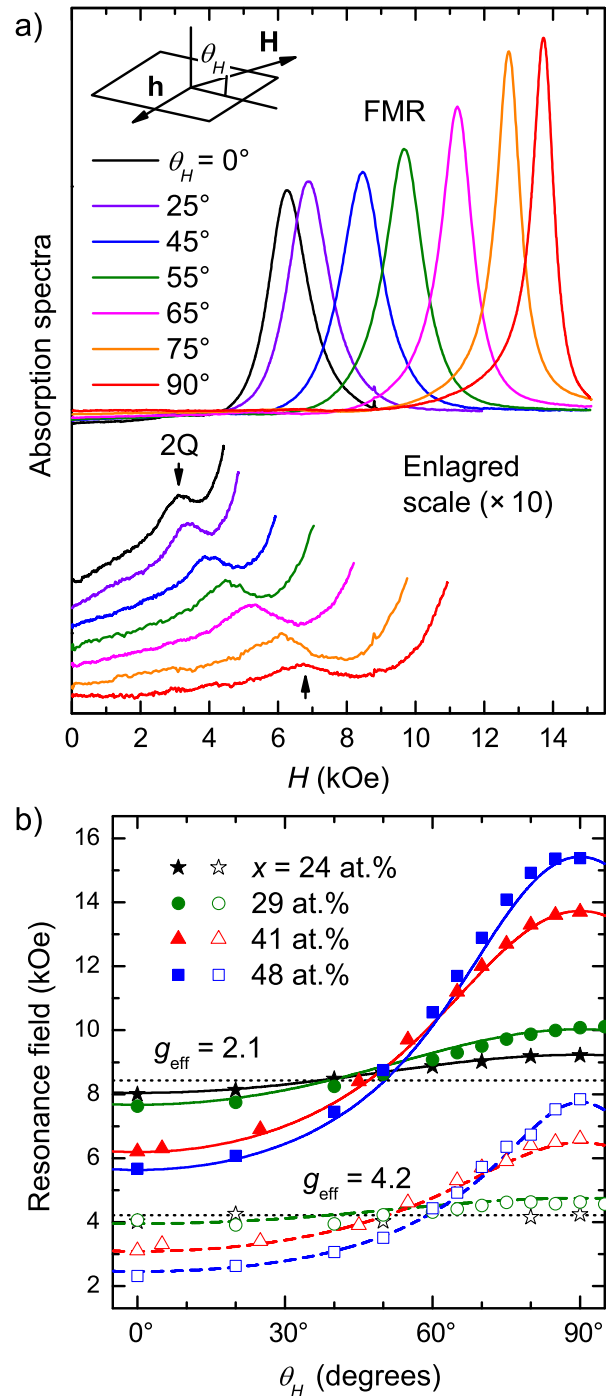 a)
θH
H
h
FMR
θH = 0°
25°
45°
55°
65°
75°
90°
Absorption spectra
2Q
Enlagred
scale (× 10)
0 2 4 6 8 10 12 14
H (kOe)
b)
16
14
12
10
8
6
4
2
x = 24 at.%
29 at.%
41 at.%
48 at.%
geff = 2.1
geff = 4.2
Resonance field (kOe)
0° 30° 60° 90°
θH (degrees)